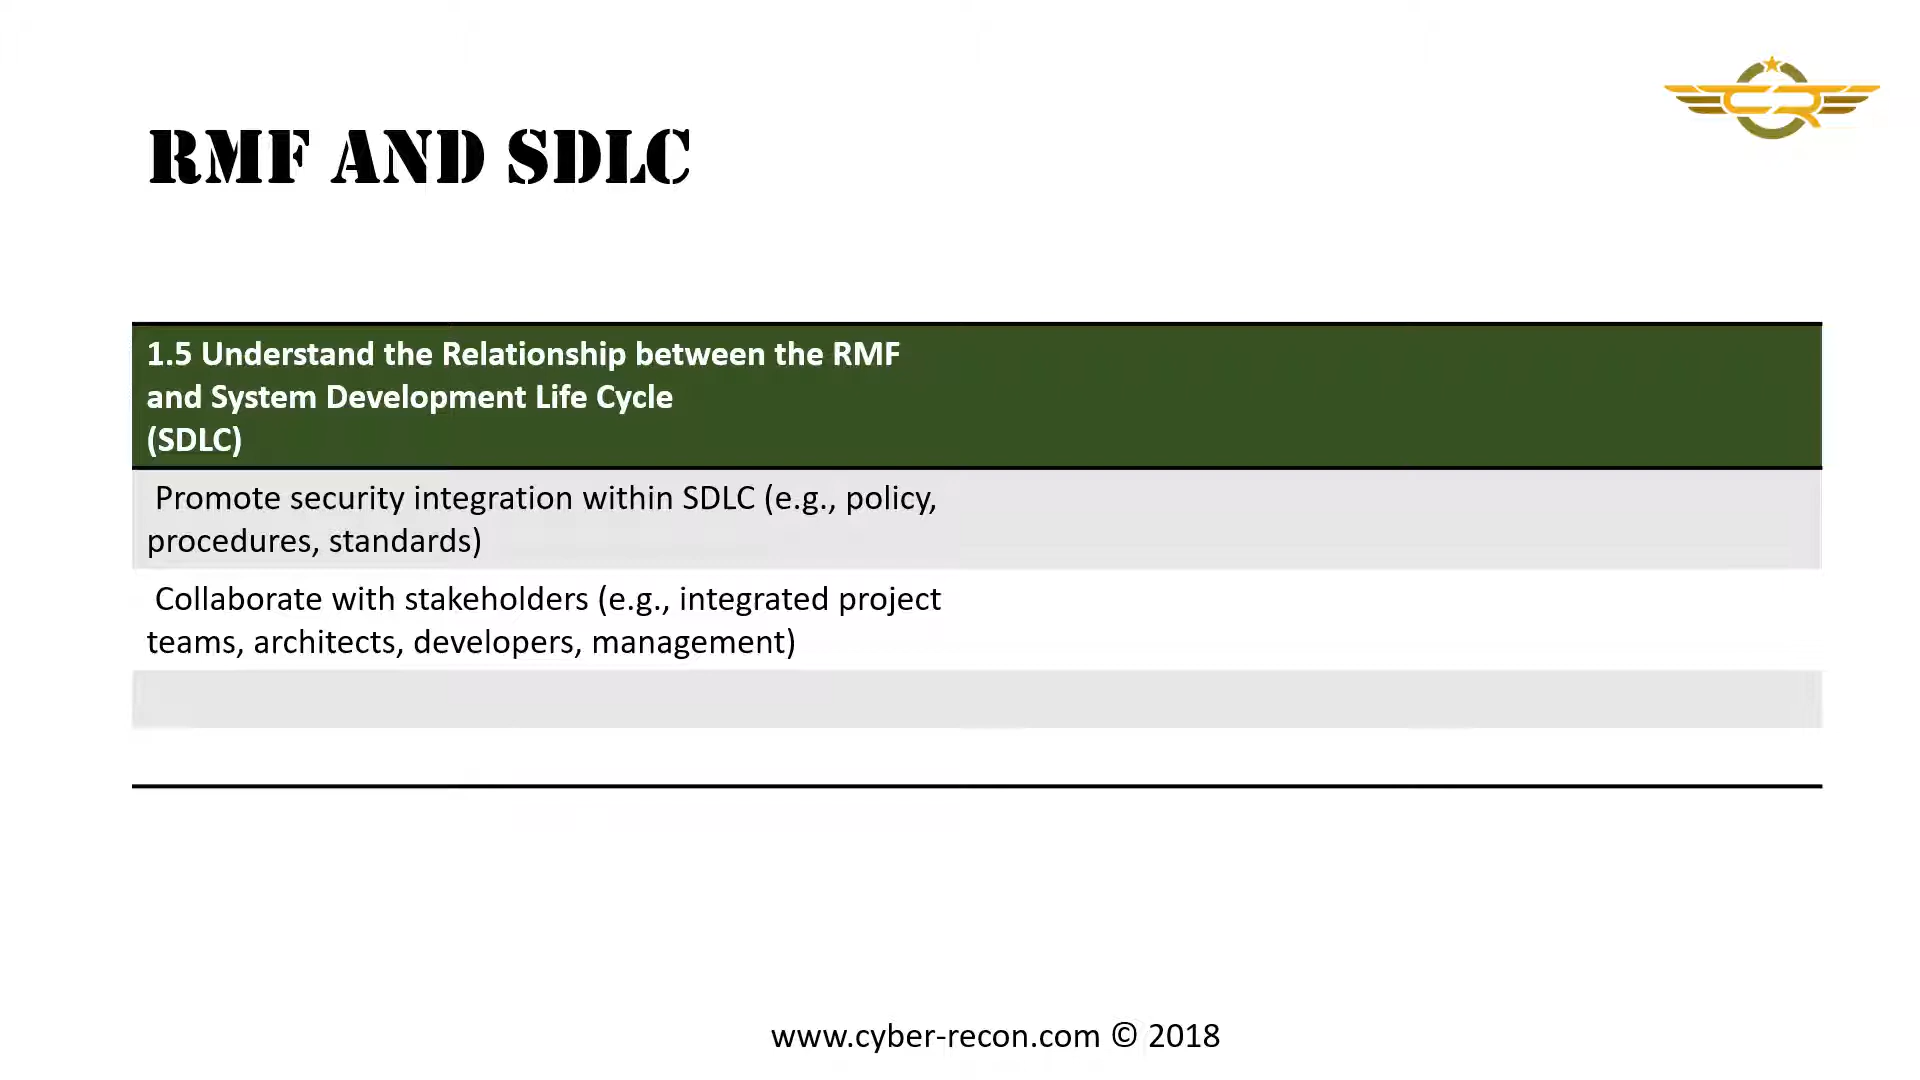 RMF AND SDLC
1.5 Understand the Relationship between the RMF
and System Development Life Cycle
(SDLC)
Promote security integration within SDLC (e.g., policy,
procedures, standards)
Collaborate with stakeholders (e.g., integrated project
teams, architects, developers, management)
www.cyber-recon.com © 2018